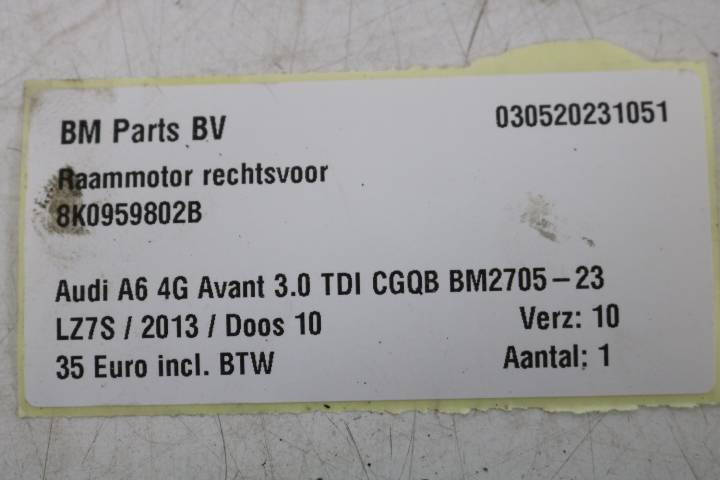 BM Parts BV 030520231051
Raammotor rechtsvoor
8K0959802B
Audi A6 4G Avant 3.0 TDI CGQB BM2705-23
LZ7S / 2013 / Doos 10 Verz: 10
35 Euro incl. BTW Aantal: 1